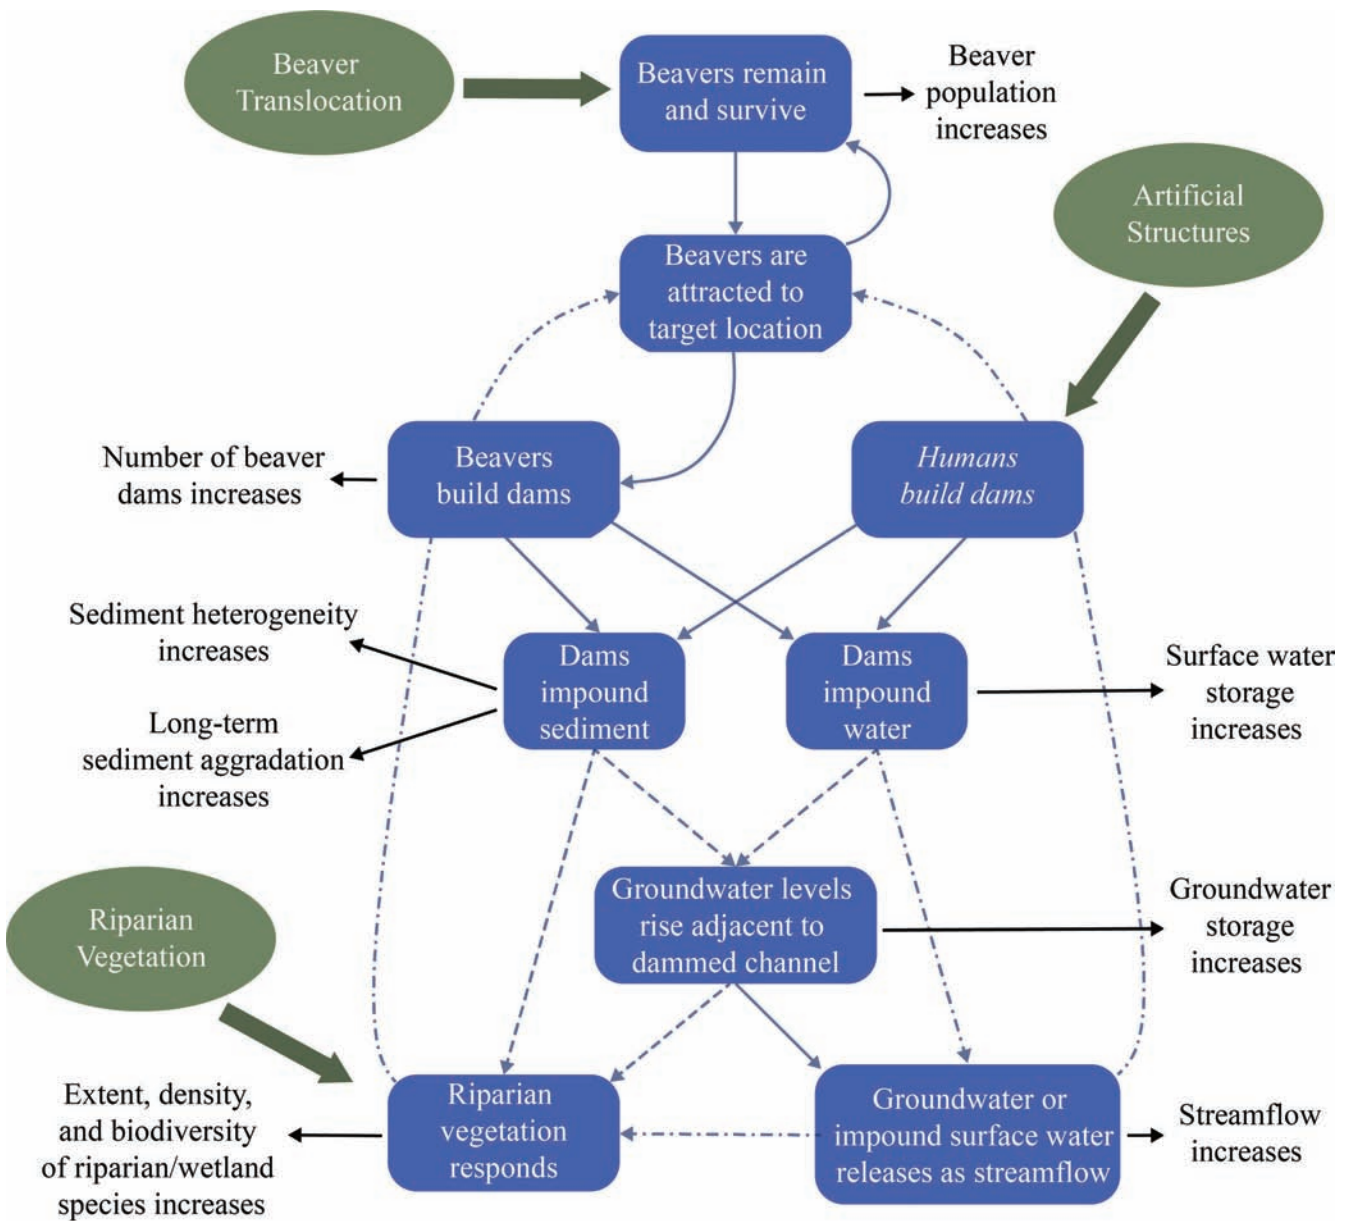 Beaver
Translocation
Beavers remain
and survive
Beaver
population
increases
Artificial
Structures
Beavers are
attracted to
target location
Number of beaver
dams increases
Beavers
build dams
Humans
build dams
Sediment heterogeneity
increases
Long-term
sediment aggradation
increases
Dams
impound
sediment
Dams
impound
water
Surface water
storage
increases
Riparian
Vegetation
Groundwater levels
rise adjacent to
dammed channel
Groundwater
storage
increases
Extent, density,
and biodiversity
of riparian/wetland
species increases
Riparian
vegetation
responds
Groundwater or
impound surface water
releases as streamflow
Streamflow
increases